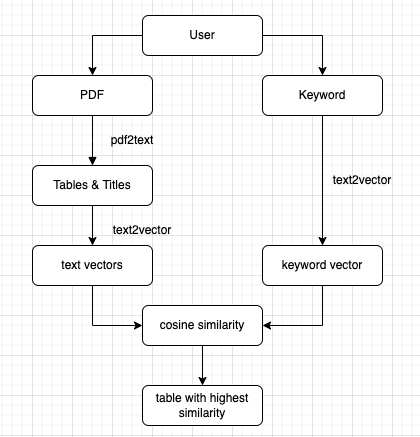 User
PDF
Keyword
pdf2text
Tables & Titles
text2vector
text2vector
text vectors
keyword vector
cosine similarity
table with highest
similarity